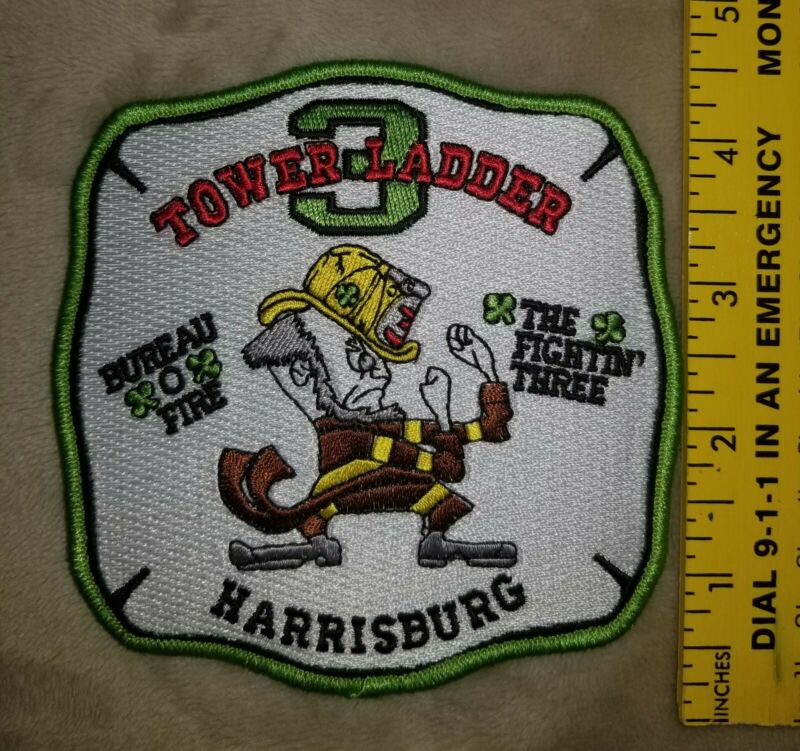 3
TOWER LADDER
BUREAU
O
FIRE
THE
FIGHTIN'
THREE
HARRISBURG
INCHES
1
2
3
4
5
DIAL 9-1-1 IN AN EMERGENCY MON